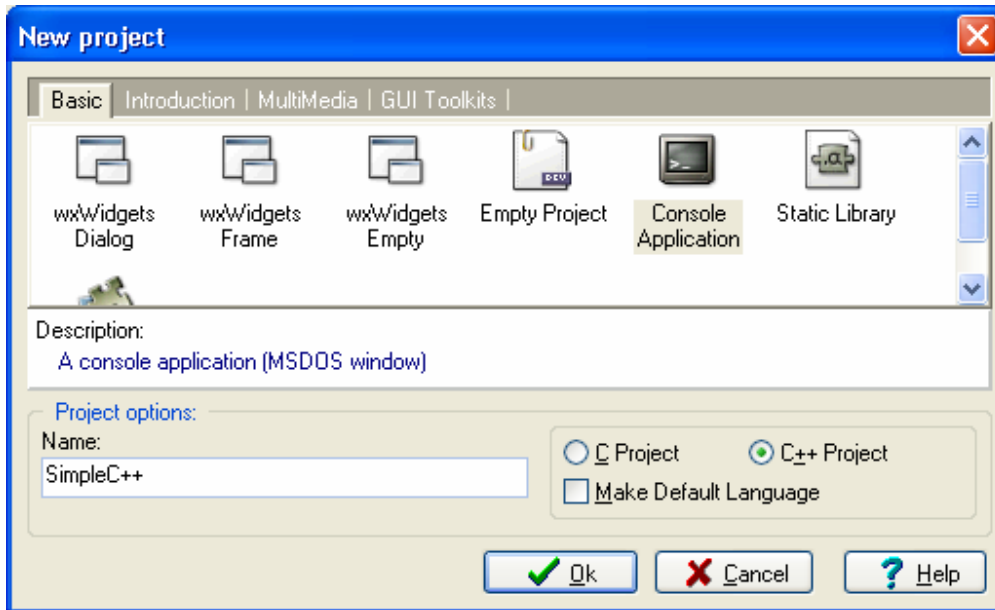 New project
Basic | Introduction | MultiMedia | GUI Toolkits |
wxWidgets Dialog
wxWidgets Frame
wxWidgets Empty
Empty Project
DEV
Console Application
>_
Static Library
.a
Description:
A console application (MSDOS window)
Project options:
Name:
SimpleC++
C Project
C++ Project
Make Default Language
Ok
Cancel
? Help